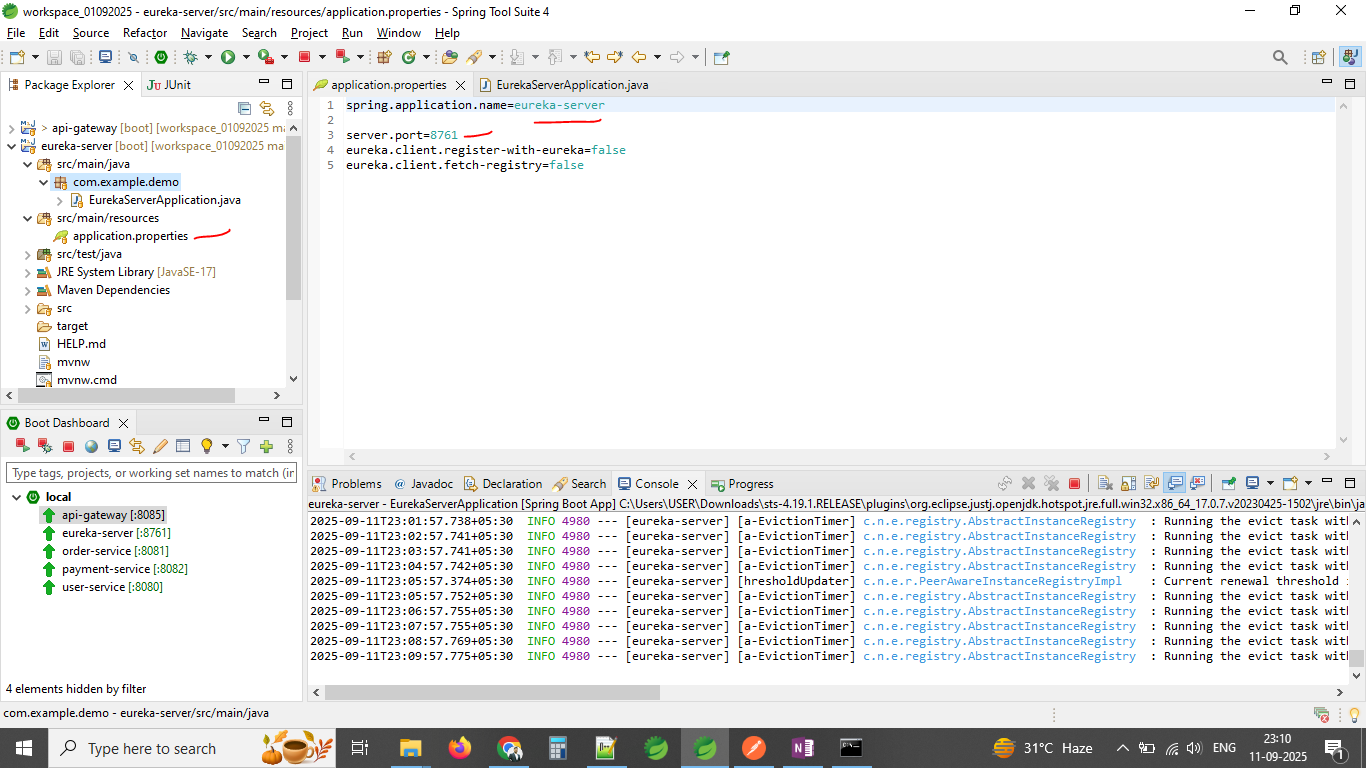 workspace_01092025 - eureka-server/src/main/resources/application.properties - Spring Tool Suite 4
File Edit Source Refactor Navigate Search Project Run Window Help
Package Explorer JUnit
> api-gateway [boot] [workspace_01092025 ma
eureka-server [boot] [workspace_01092025 ma
src/main/java
com.example.demo
EurekaServerApplication.java
src/main/resources
application.properties
src/test/java
JRE System Library [JavaSE-17]
Maven Dependencies
src
target
HELP.md
mvnw
mvnw.cmd
application.properties EurekaServerApplication.java
1 spring.application.name=eureka-server
2
3 server.port=8761
4 eureka.client.register-with-eureka=false
5 eureka.client.fetch-registry=false
Boot Dashboard
Type tags, projects, or working set names to match (in
local
api-gateway [:8085]
eureka-server [:8761]
order-service [:8081]
payment-service [:8082]
user-service [:8080]
4 elements hidden by filter
Problems @ Javadoc Declaration Search Console Progress
eureka-server - EurekaServerApplication [Spring Boot App] C:\Users\USER\Downloads\sts-4.19.1.RELEASE\plugins\org.eclipse.justj.openjdk.hotspot.jre.full.win32.x86_64_17.0.7.v20230425-1502\jre\bin\ja
2025-09-11T23:01:57.738+05:30 INFO 4980 --- [eureka-server] [a-EvictionTimer] c.n.e.registry.AbstractInstanceRegistry : Running the evict task with
2025-09-11T23:02:57.741+05:30 INFO 4980 --- [eureka-server] [a-EvictionTimer] c.n.e.registry.AbstractInstanceRegistry : Running the evict task with
2025-09-11T23:03:57.741+05:30 INFO 4980 --- [eureka-server] [a-EvictionTimer] c.n.e.registry.AbstractInstanceRegistry : Running the evict task with
2025-09-11T23:04:57.742+05:30 INFO 4980 --- [eureka-server] [a-EvictionTimer] c.n.e.registry.AbstractInstanceRegistry : Running the evict task with
2025-09-11T23:05:57.374+05:30 INFO 4980 --- [eureka-server] [hresholdUpdater] c.n.e.r.PeerAwareInstanceRegistryImpl : Current renewal threshold
2025-09-11T23:05:57.752+05:30 INFO 4980 --- [eureka-server] [a-EvictionTimer] c.n.e.registry.AbstractInstanceRegistry : Running the evict task with
2025-09-11T23:06:57.755+05:30 INFO 4980 --- [eureka-server] [a-EvictionTimer] c.n.e.registry.AbstractInstanceRegistry : Running the evict task with
2025-09-11T23:07:57.755+05:30 INFO 4980 --- [eureka-server] [a-EvictionTimer] c.n.e.registry.AbstractInstanceRegistry : Running the evict task with
2025-09-11T23:08:57.769+05:30 INFO 4980 --- [eureka-server] [a-EvictionTimer] c.n.e.registry.AbstractInstanceRegistry : Running the evict task with
2025-09-11T23:09:57.775+05:30 INFO 4980 --- [eureka-server] [a-EvictionTimer] c.n.e.registry.AbstractInstanceRegistry : Running the evict task with
com.example.demo - eureka-server/src/main/java
Type here to search
31°C Haze
ENG
23:10
11-09-2025
1